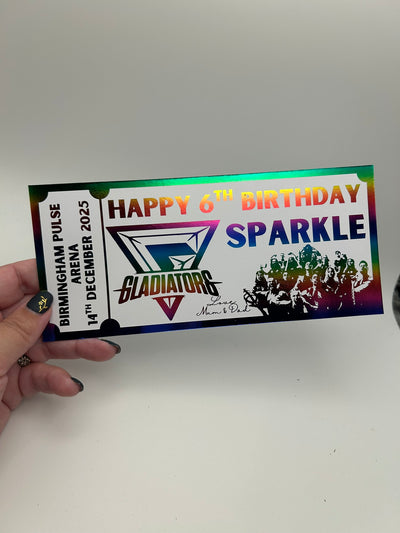 BIRMINGHAM PULSE
ARENA
14TH DECEMBER 2025
HAPPY 6TH BIRTHDAY
SPARKLE
GLADIATORS
Love
Mum & Dad